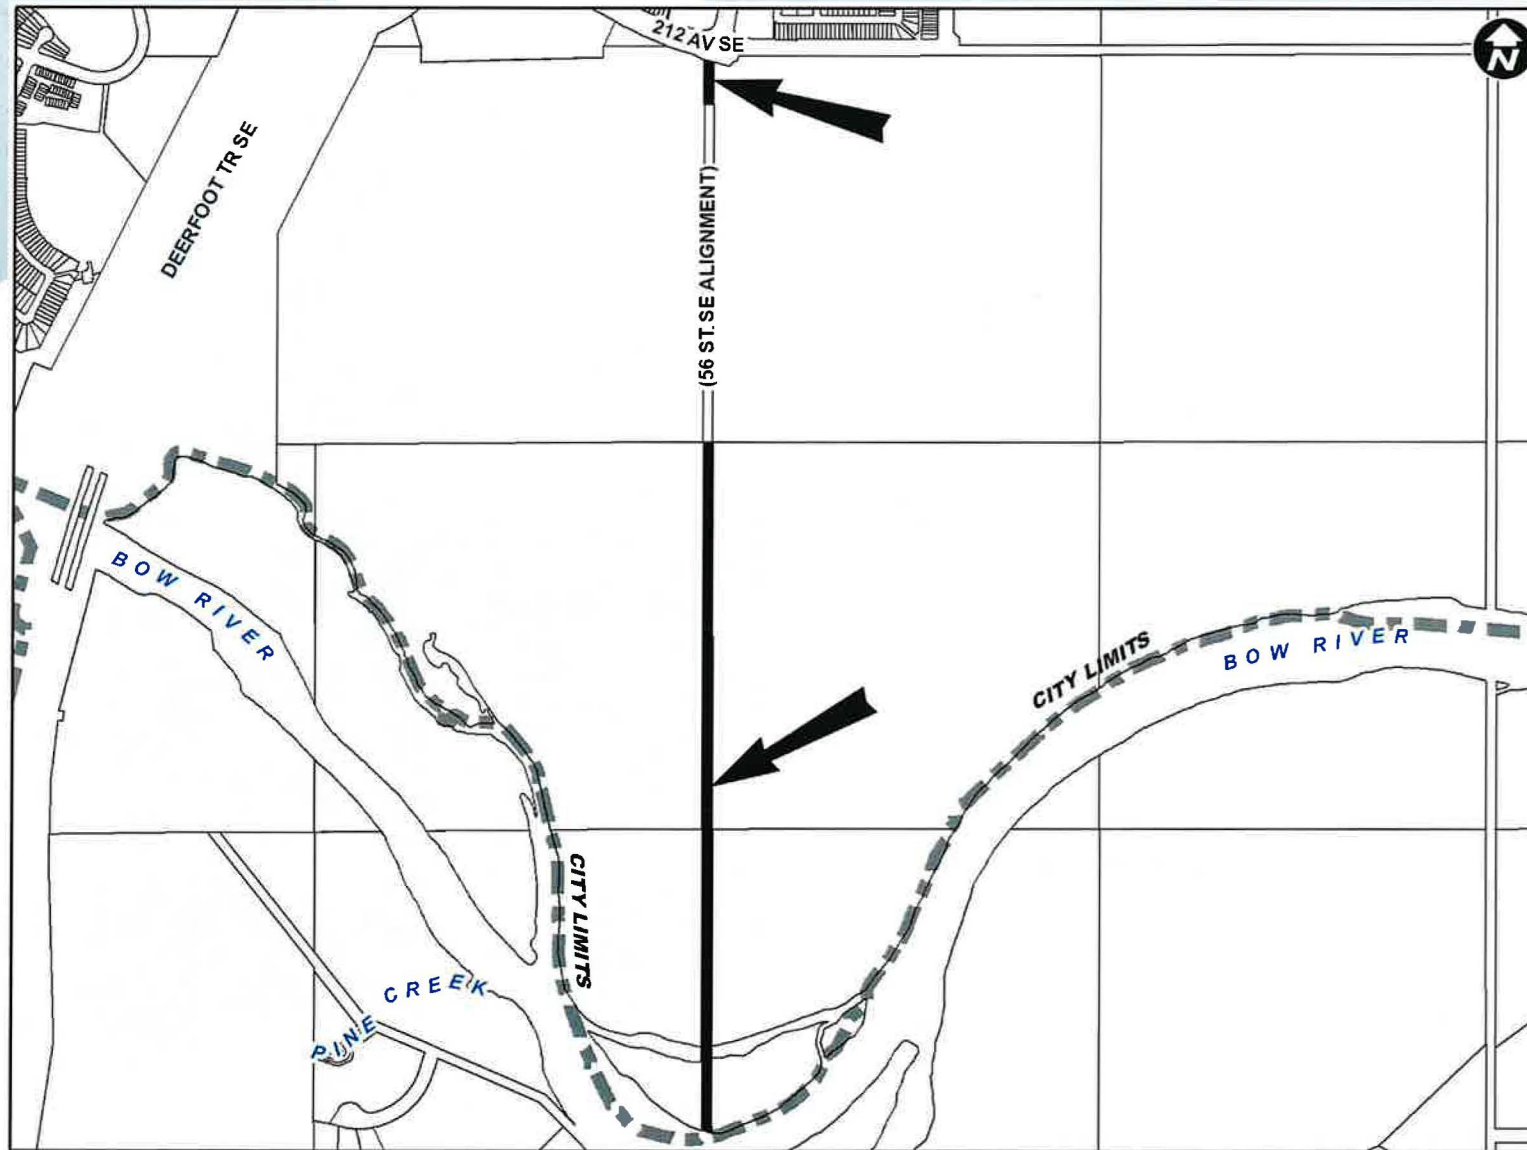 212 AV SE
N
DEERFOOT TR SE
(56 ST. SE ALIGNMENT)
BOW RIVER
CITY LIMITS
BOW RIVER
CITY LIMITS
PINE CREEK